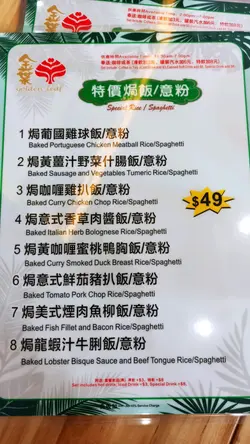 金葉
Golden Leaf
特價焗飯/意粉
Special Rice / Spaghetti
1 焗葡國雞球飯/意粉
Baked Portuguese Chicken Meatball Rice/Spaghetti
2 焗黃薑汁野菜什腸飯/意粉
Baked Sausage and Vegetables Tumeric Rice/Spaghetti
3 焗咖喱雞扒飯/意粉
Baked Curry Chicken Chop Rice/Spaghetti
$49
4 焗意式香草肉醬飯/意粉
Baked Italian Herb Bolognese Rice/Spaghetti
5 焗黃咖喱蜜桃鴨胸飯/意粉
Baked Curry Smoked Duck Breast Rice/Spaghetti
6 焗意式鮮茄豬扒飯/意粉
Baked Tomato Pork Chop Rice/Spaghetti
7 焗美式煙肉魚柳飯/意粉
Baked Fish Fillet and Bacon Rice/Spaghetti
8 焗龍蝦汁牛脷飯/意粉
Baked Lobster Bisque Sauce and Beef Tongue Rice/Spaghetti